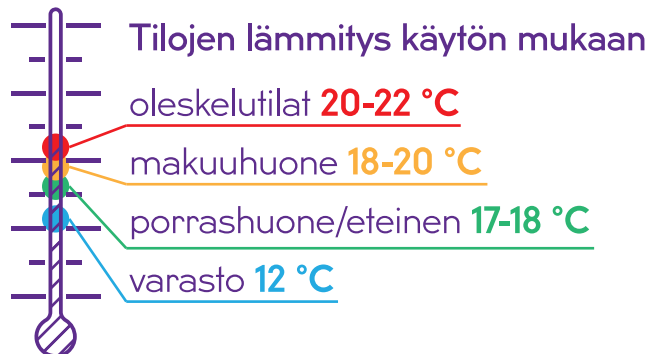 Tilojen lämmitys käytön mukaan
oleskelutilat 20-22 °C
makuuhuone 18-20 °C
porrashuone/eteinen 17-18 °C
varasto 12 °C